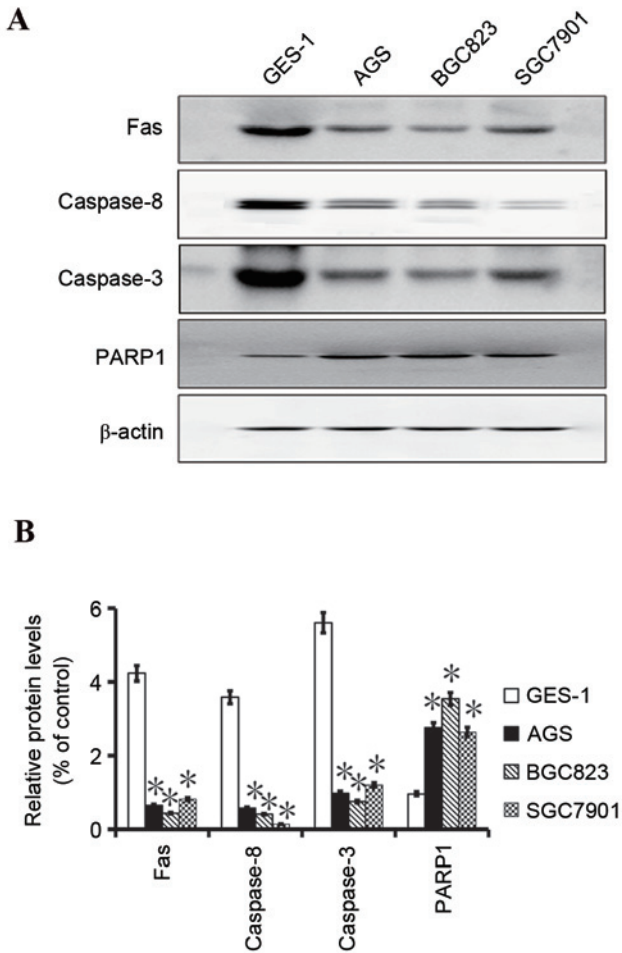 A
GES-1 AGS BGC823 SGC7901
Fas
Caspase-8
Caspase-3
PARP1
β-actin
B
Relative protein levels
(% of control)
6
4
2
0
* * *
* * *
* * *
* * *
Fas Caspase-8 Caspase-3 PARP1
GES-1
AGS
BGC823
SGC7901